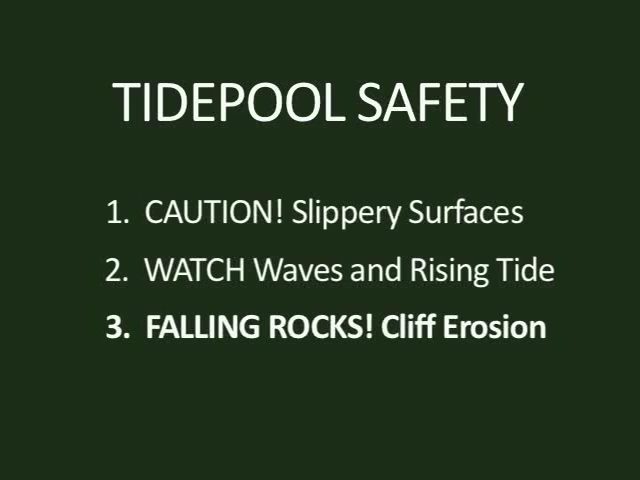 TIDEPOOL SAFETY
1. CAUTION! Slippery Surfaces
2. WATCH Waves and Rising Tide
3. FALLING ROCKS! Cliff Erosion